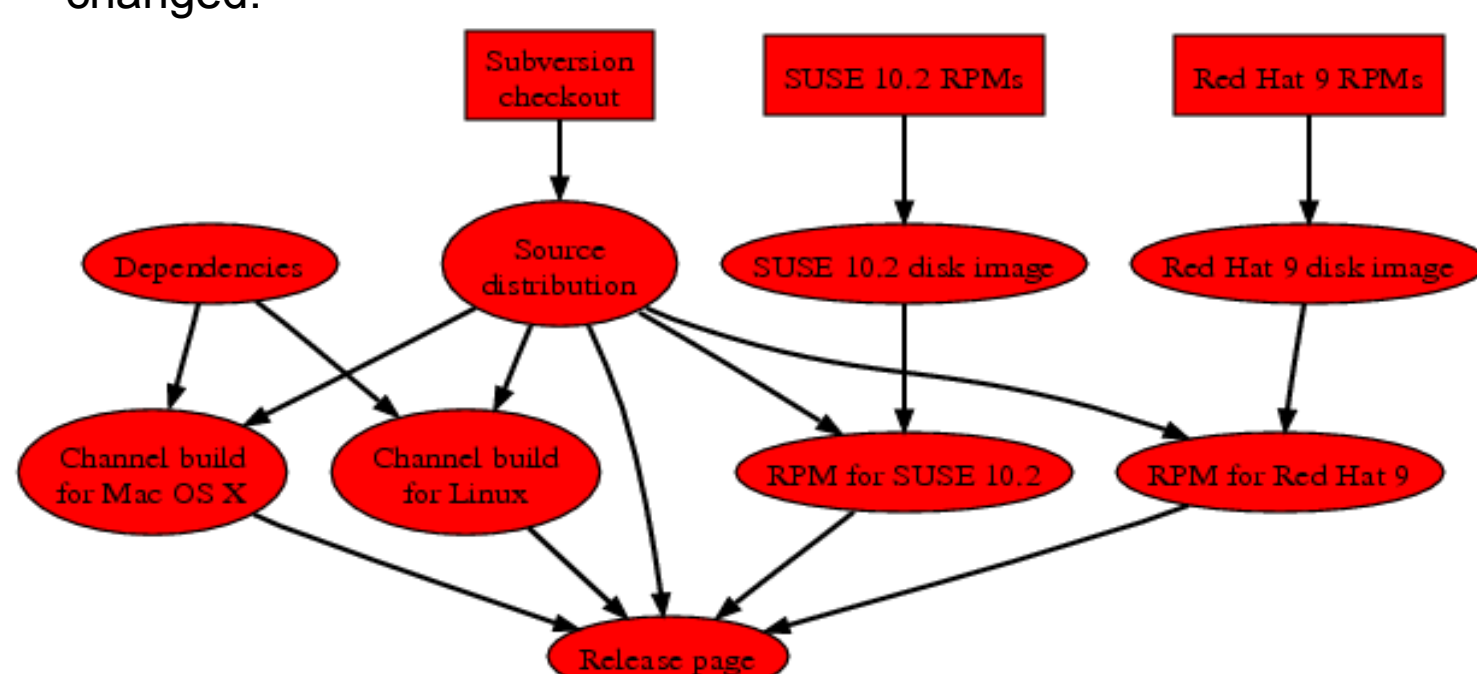 changed.
Subversion
checkout
SUSE 10.2 RPMs
Red Hat 9 RPMs
Dependencies
Source
distribution
SUSE 10.2 disk image
Red Hat 9 disk image
Channel build
for Mac OS X
Channel build
for Linux
RPM for SUSE 10.2
RPM for Red Hat 9
Release page